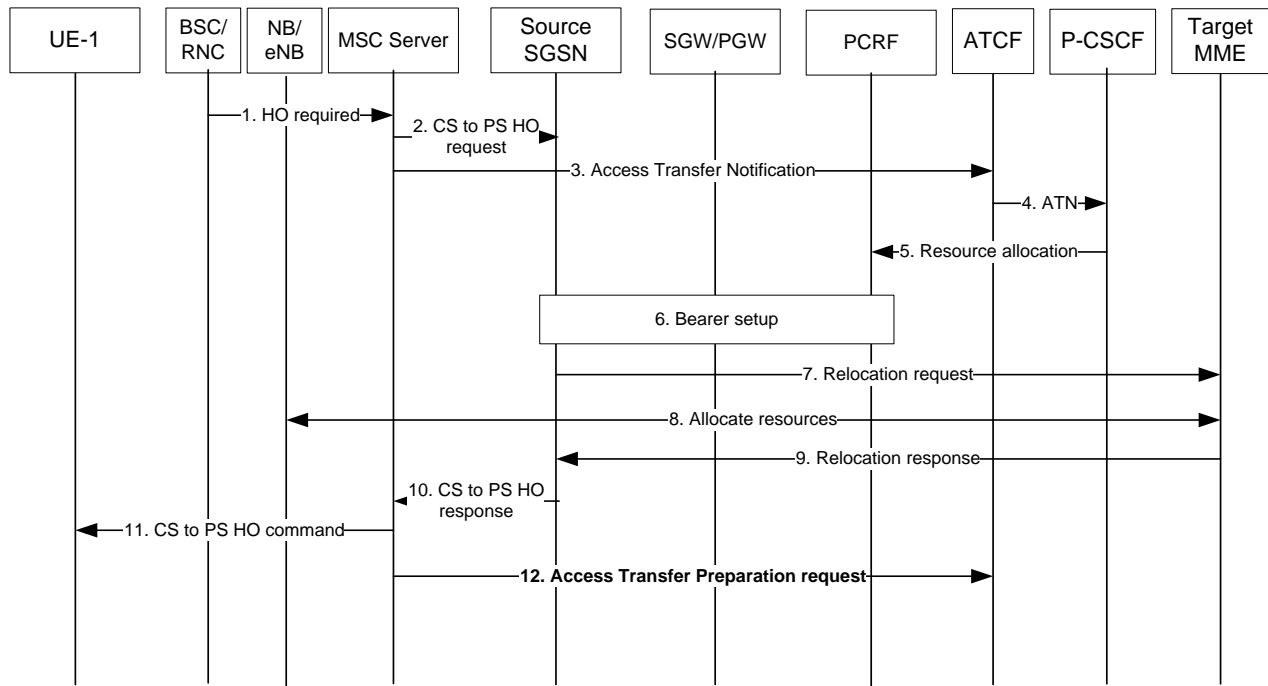 UE-1
BSC/
RNC
NB/
eNB
MSC Server
Source
SGSN
SGW/PGW
PCRF
ATCF
P-CSCF
Target
MME
1. HO required
2. CS to PS HO
request
3. Access Transfer Notification
4. ATN
5. Resource allocation
6. Bearer setup
7. Relocation request
8. Allocate resources
9. Relocation response
10. CS to PS HO
response
11. CS to PS HO command
12. Access Transfer Preparation request